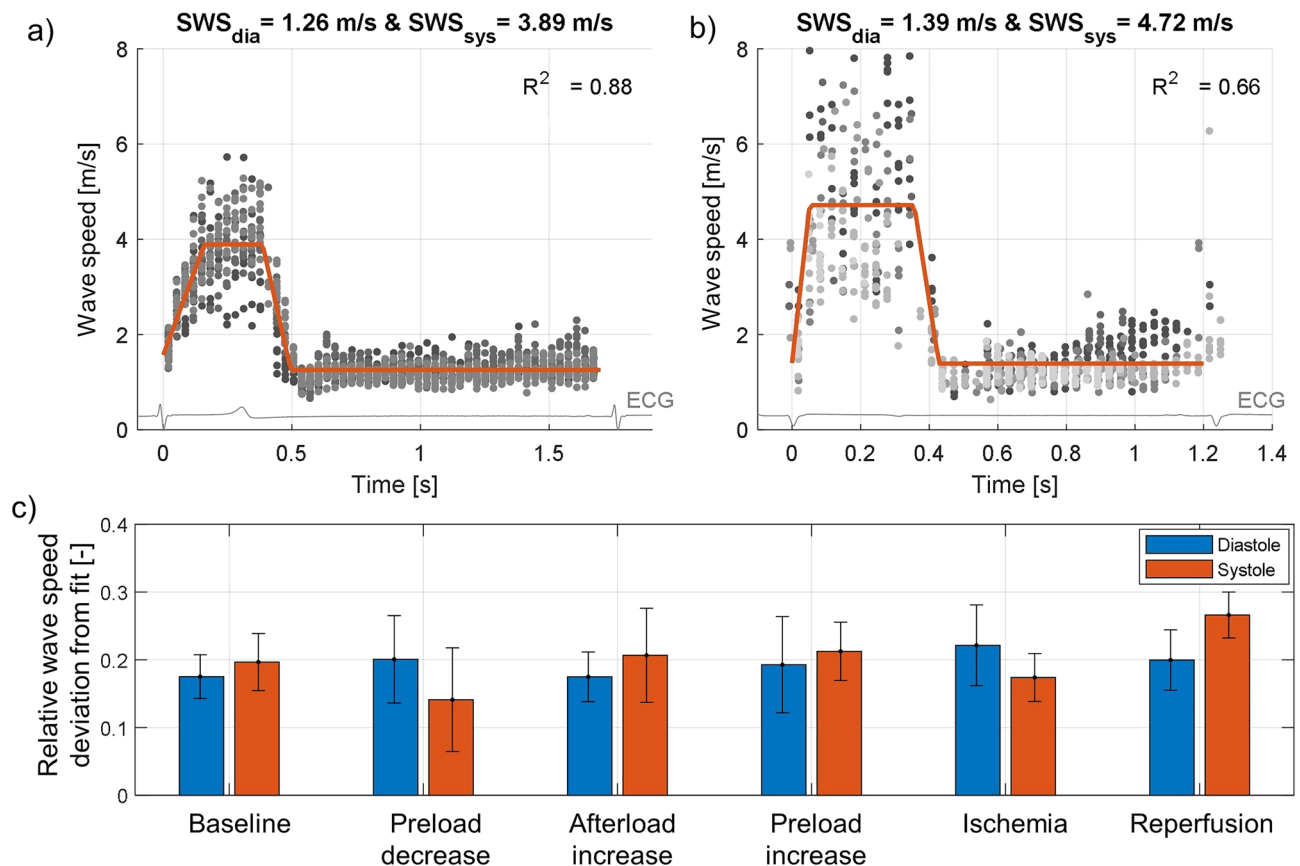 a)
SWS_dia = 1.26 m/s & SWS_sys= 3.89 m/s
R² = 0.88
8
6
4
2
0
Wave speed [m/s]
ECG
0 0.5 1 1.5
Time [s]
b)
SWS_dia = 1.39 m/s & SWS_sys= 4.72 m/s
R² = 0.66
8
6
4
2
0
Wave speed [m/s]
ECG
0 0.2 0.4 0.6 0.8 1 1.2 1.4
Time [s]
c)
0.4
0.3
0.2
0.1
0
Relative wave speed
deviation from fit [-]
Diastole
Systole
Baseline
Preload
decrease
Afterload
increase
Preload
increase
Ischemia
Reperfusion